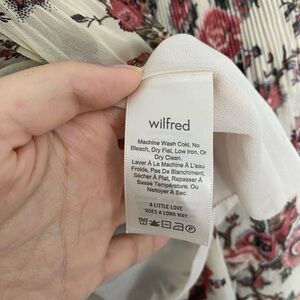 wilfred
Machine Wash Cold, No
Bleach, Dry Flat, Low Iron, Or
Dry Clean.
Laver À La Machine À L'eau
Froide, Pas De Blanchiment,
Sécher À Plat, Repasser À
Basse Température, Ou
Nettoyer À Sec.
A LITTLE LOVE
GOES A LONG WAY.